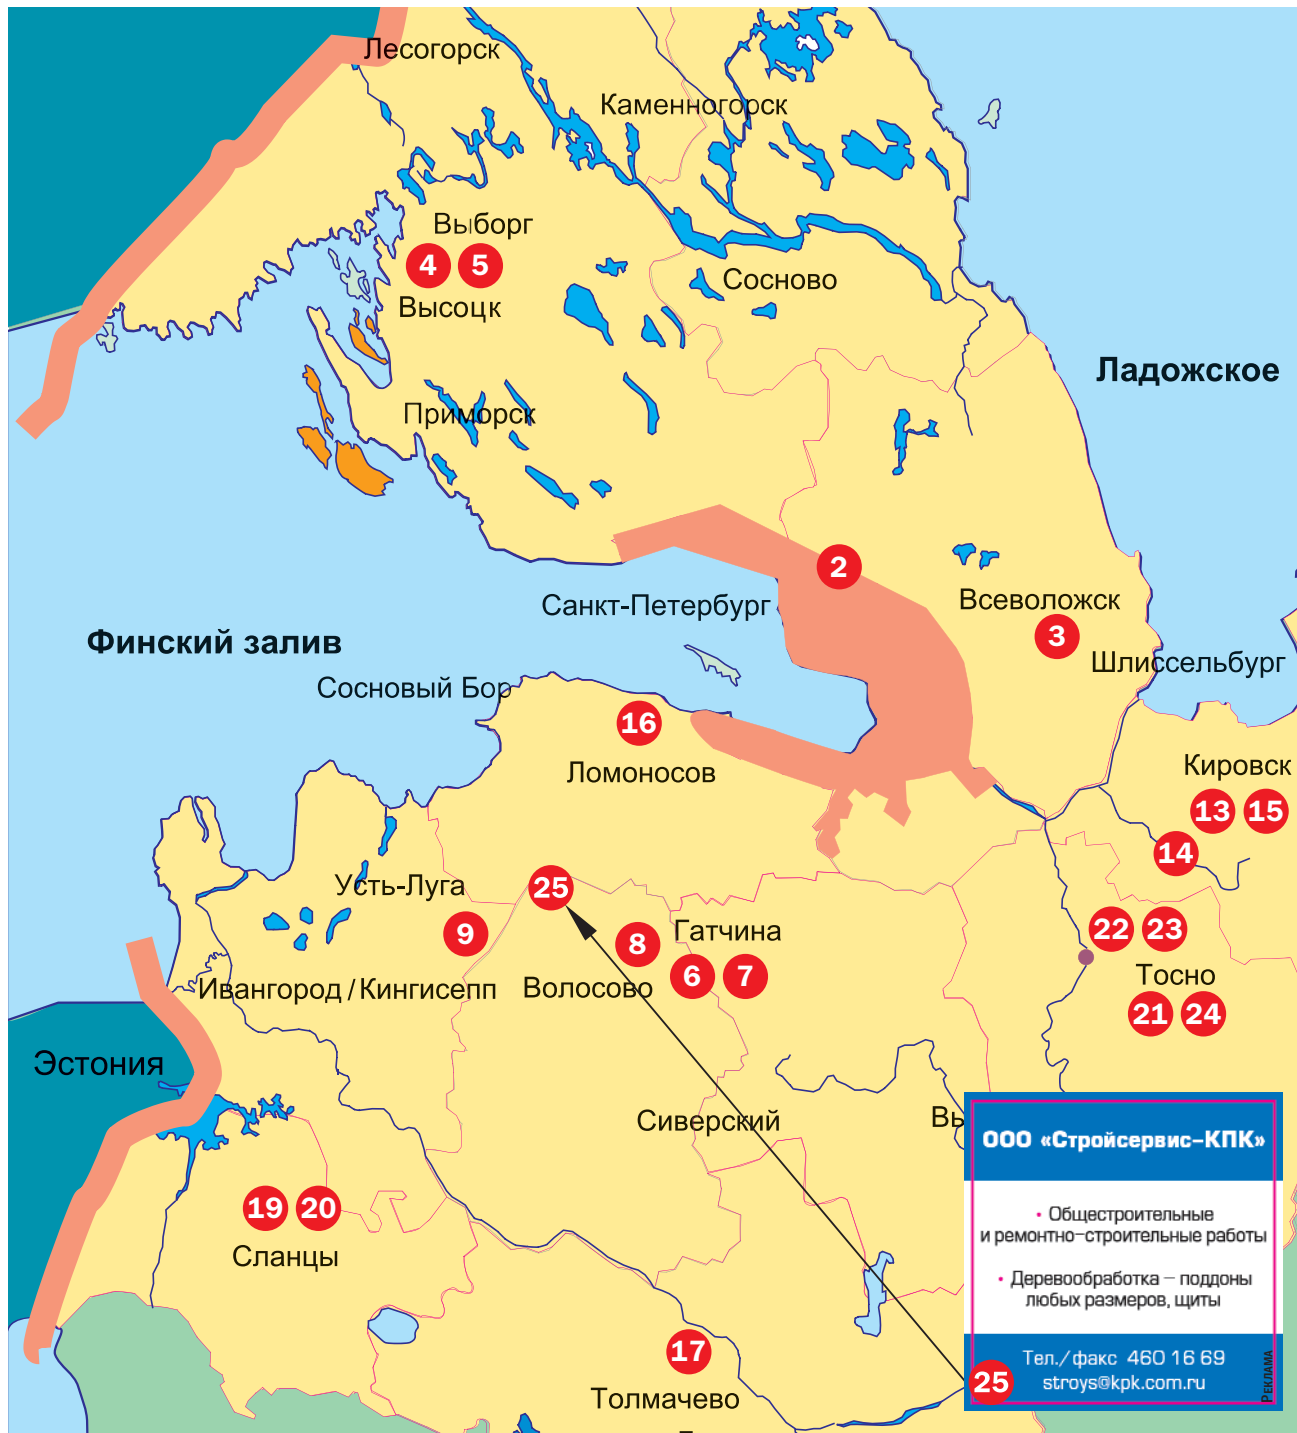 Лесогорск
Каменногорск
Выборг
4 5
Высоцк
Сосново
Ладожское
Приморск
2
Санкт-Петербург
Всеволожск
3
Финский залив
Шлиссельбург
Сосновый Бор
16
Ломоносов
Кировск
13 15
14
Усть-Луга
25
9
8
Гатчина
6 7
22 23
Тосно
21 24
Ивангород / Кингисепп
Волосово
Эстония
Сиверский
Вы
19 20
Сланцы
17
Толмачево
ООО «Стройсервис-КПК»
• Общестроительные
и ремонтно-строительные работы
• Деревообработка – поддоны
любых размеров, щиты
Тел./факс 460 16 69
stroys@kpk.com.ru
25
РЕКЛАМА